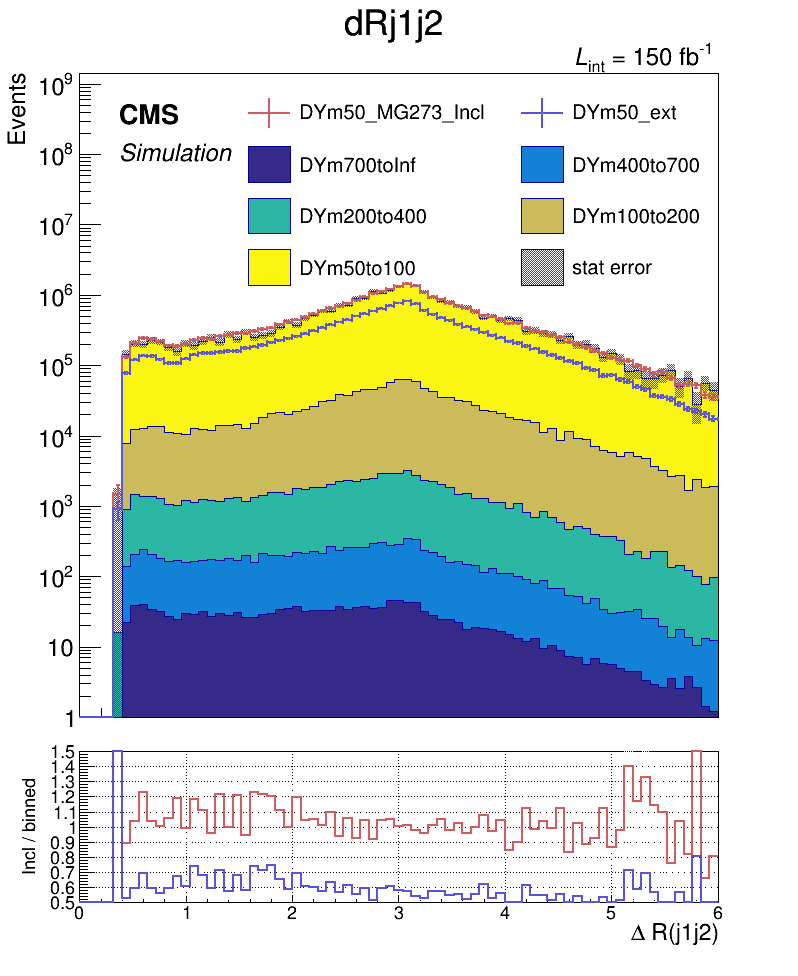 dRj1j2
L_int = 150 fb^-1
Events
10^9
10^8
10^7
10^6
10^5
10^4
10^3
10^2
10
1
CMS
Simulation
DYm50_MG273_Incl
DYm50_ext
DYm700toInf
DYm400to700
DYm200to400
DYm100to200
DYm50to100
stat error
Incl / binned
1.5
1.4
1.3
1.2
1.1
1
0.9
0.8
0.7
0.6
0.5
0 1 2 3 4 5 6
Δ R(j1j2)